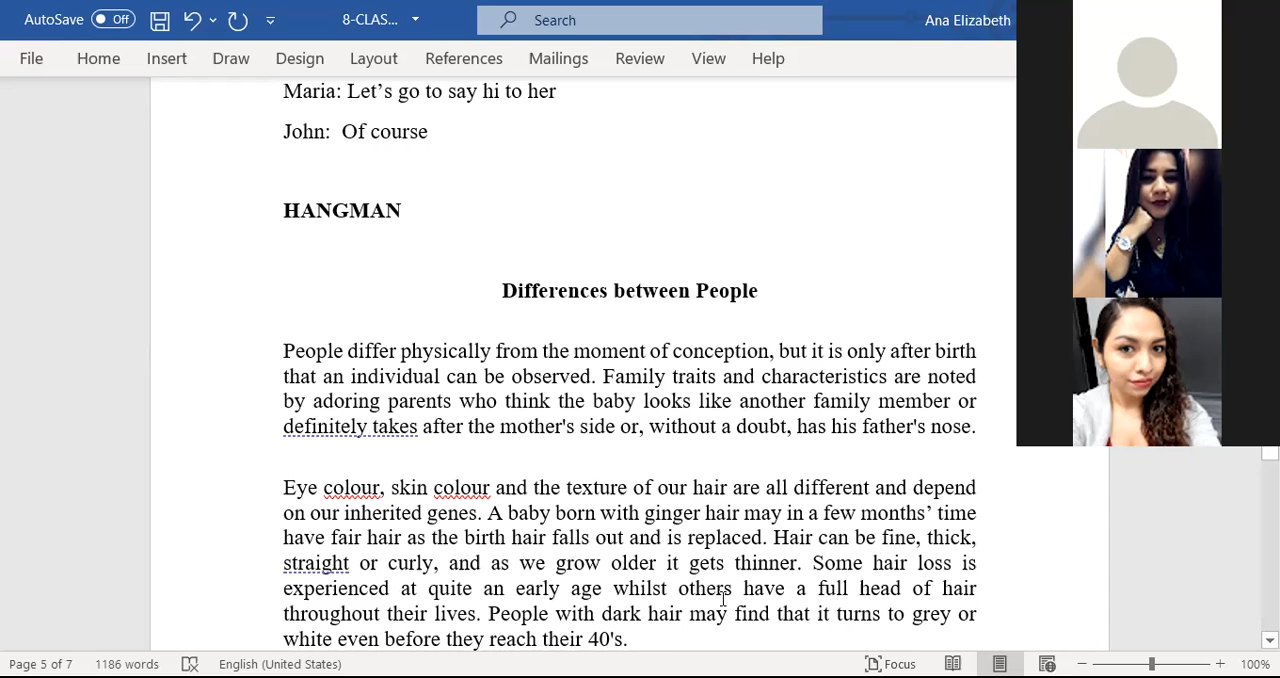 AutoSave Off 8-CLAS... Search Ana Elizabeth
File Home Insert Draw Design Layout References Mailings Review View Help
Maria: Let’s go to say hi to her
John: Of course
HANGMAN
Differences between People
People differ physically from the moment of conception, but it is only after birth
that an individual can be observed. Family traits and characteristics are noted
by adoring parents who think the baby looks like another family member or
definitely takes after the mother's side or, without a doubt, has his father's nose.
Eye colour, skin colour and the texture of our hair are all different and depend
on our inherited genes. A baby born with ginger hair may in a few months’ time
have fair hair as the birth hair falls out and is replaced. Hair can be fine, thick,
straight or curly, and as we grow older it gets thinner. Some hair loss is
experienced at quite an early age whilst others have a full head of hair
throughout their lives. People with dark hair may find that it turns to grey or
white even before they reach their 40's.
Page 5 of 7 1186 words English (United States) Focus 100%